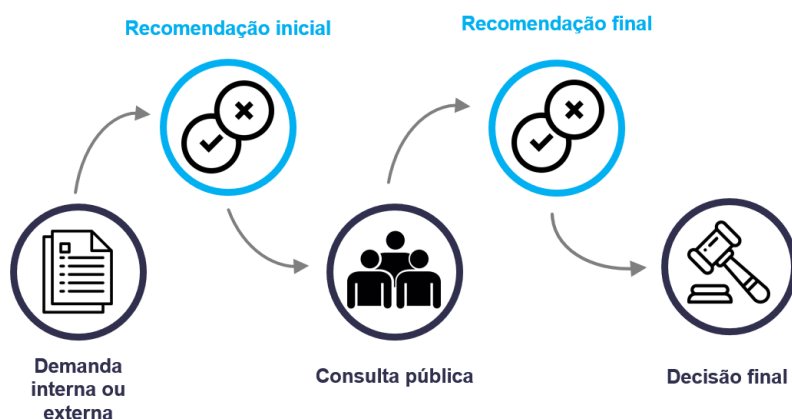 Recomendação inicial
Recomendação final
Demanda
interna ou
externa
Consulta pública
Decisão final